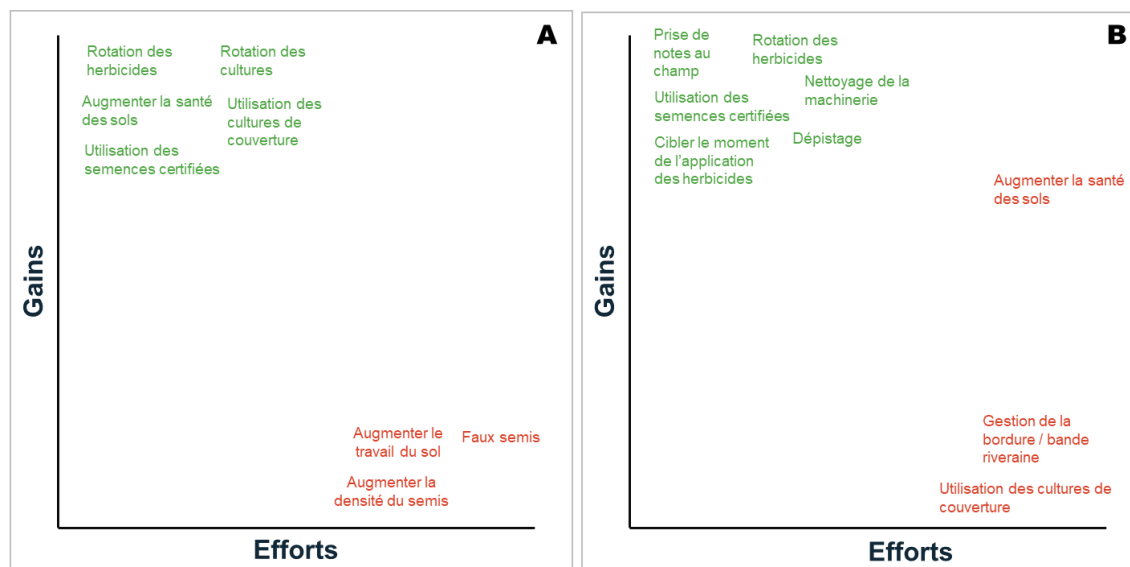 A
Rotation des
herbicides
Rotation des
cultures
Augmenter la santé
des sols
Utilisation des
cultures de
couverture
Utilisation des
semences certifiées
Gains
Augmenter le
travail du sol
Faux semis
Augmenter la
densité du semis
Efforts
B
Prise de
notes au
champ
Rotation des
herbicides
Nettoyage de la
machinerie
Utilisation des
semences certifiées
Dépistage
Cibler le moment
de l'application
des herbicides
Augmenter la santé
des sols
Gains
Gestion de la
bordure / bande
riveraine
Utilisation des cultures de
couverture
Efforts